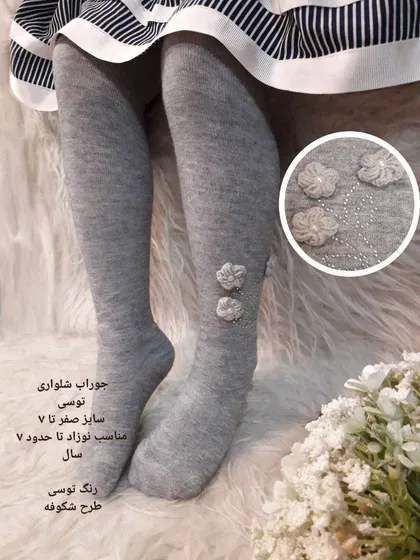 جوراب شلواری
توسی
سایز صفر تا ۷
مناسب نوزاد تا حدود ۷
سال
رنگ توسی
طرح شکوفه